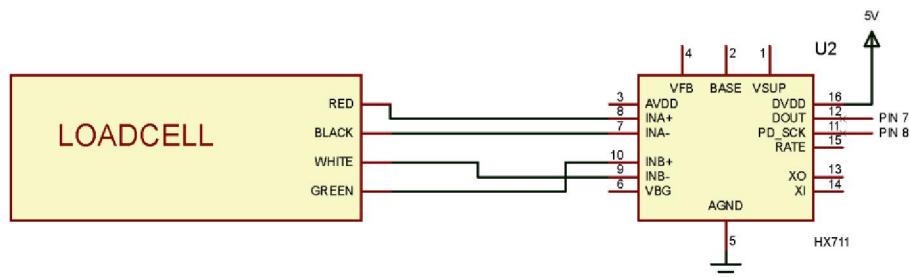 5V
U2
4 2 1
VFB BASE VSUP
LOADCELL
RED
BLACK
WHITE
GREEN
3 AVDD
8 INA+
7 INA-
10 INB+
9 INB-
6 VBG
DVDD 16
DOUT 12 PIN 7
PD_SCK 11 PIN 8
RATE 15
XO 13
XI 14
AGND
5
HX711